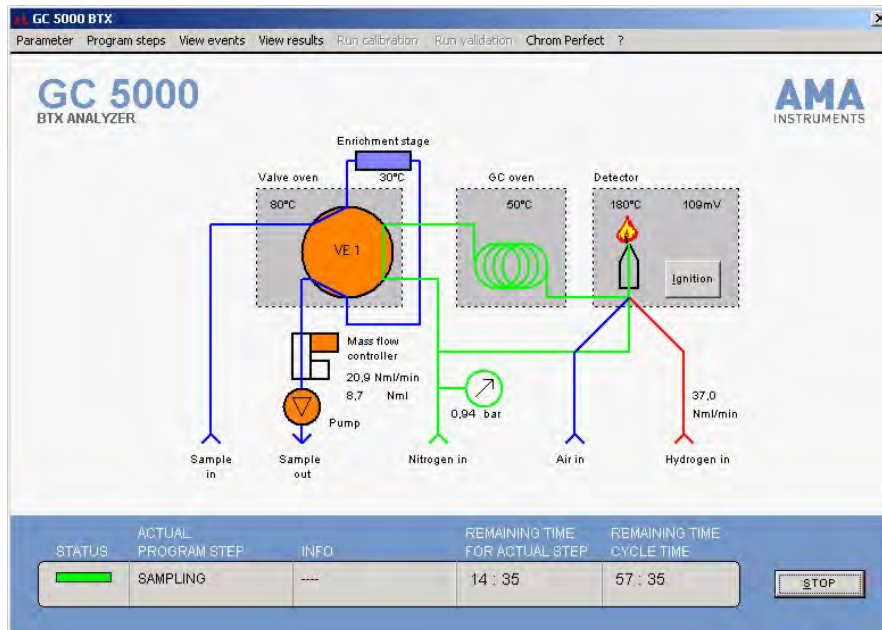 GC 5000 BTX
Parameter Program steps View events View results Run calibration Run validation Chrom Perfect ?
GC 5000
BTX ANALYZER
AMA
INSTRUMENTS
Enrichment stage
Valve oven 30°C GC oven Detector
80°C 50°C 180°C 109mV
VE 1
Ignition
Mass flow
controller
20,9 Nml/min
8,7 Nml
Pump
0,94 bar
37,0
Nml/min
Sample
in
Sample
out
Nitrogen in
Air in
Hydrogen in
STATUS
ACTUAL
PROGRAM STEP
INFO
REMAINING TIME
FOR ACTUAL STEP
REMAINING TIME
CYCLE TIME
SAMPLING ---- 14 : 35 57 : 35
STOP